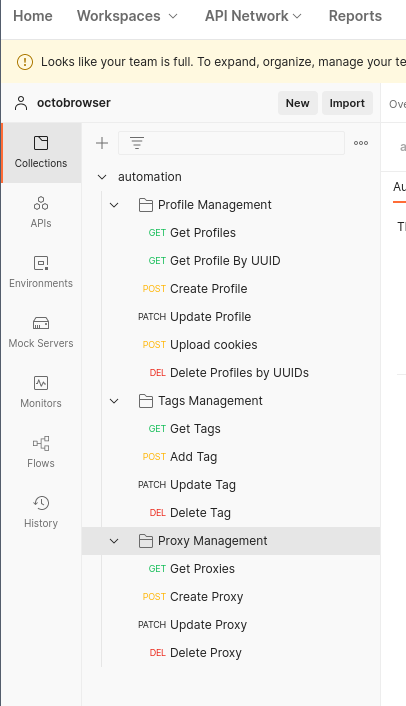 Home Workspaces API Network Reports
Looks like your team is full. To expand, organize, manage your te
octobrowser New Import Ove
Collections
APIs
Environments
Mock Servers
Monitors
Flows
History
automation
Profile Management
GET Get Profiles
GET Get Profile By UUID
POST Create Profile
PATCH Update Profile
POST Upload cookies
DEL Delete Profiles by UUIDs
Tags Management
GET Get Tags
POST Add Tag
PATCH Update Tag
DEL Delete Tag
Proxy Management
GET Get Proxies
POST Create Proxy
PATCH Update Proxy
DEL Delete Proxy
a
Au